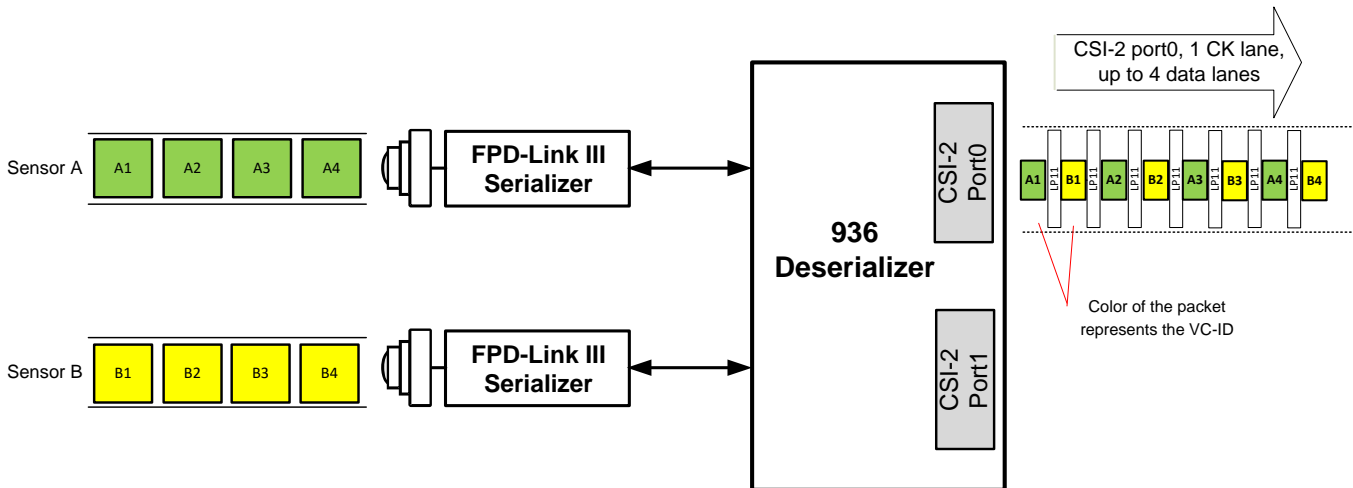 CSI-2 port0, 1 CK lane,
up to 4 data lanes
Sensor A
A1 A2 A3 A4
FPD-Link III
Serializer
CSI-2
Port0
A1 LP11 B1 LP11 A2 LP11 B2 LP11 A3 LP11 B3 LP11 A4 LP11 B4
936
Deserializer
Color of the packet
represents the VC-ID
Sensor B
B1 B2 B3 B4
FPD-Link III
Serializer
CSI-2
Port1